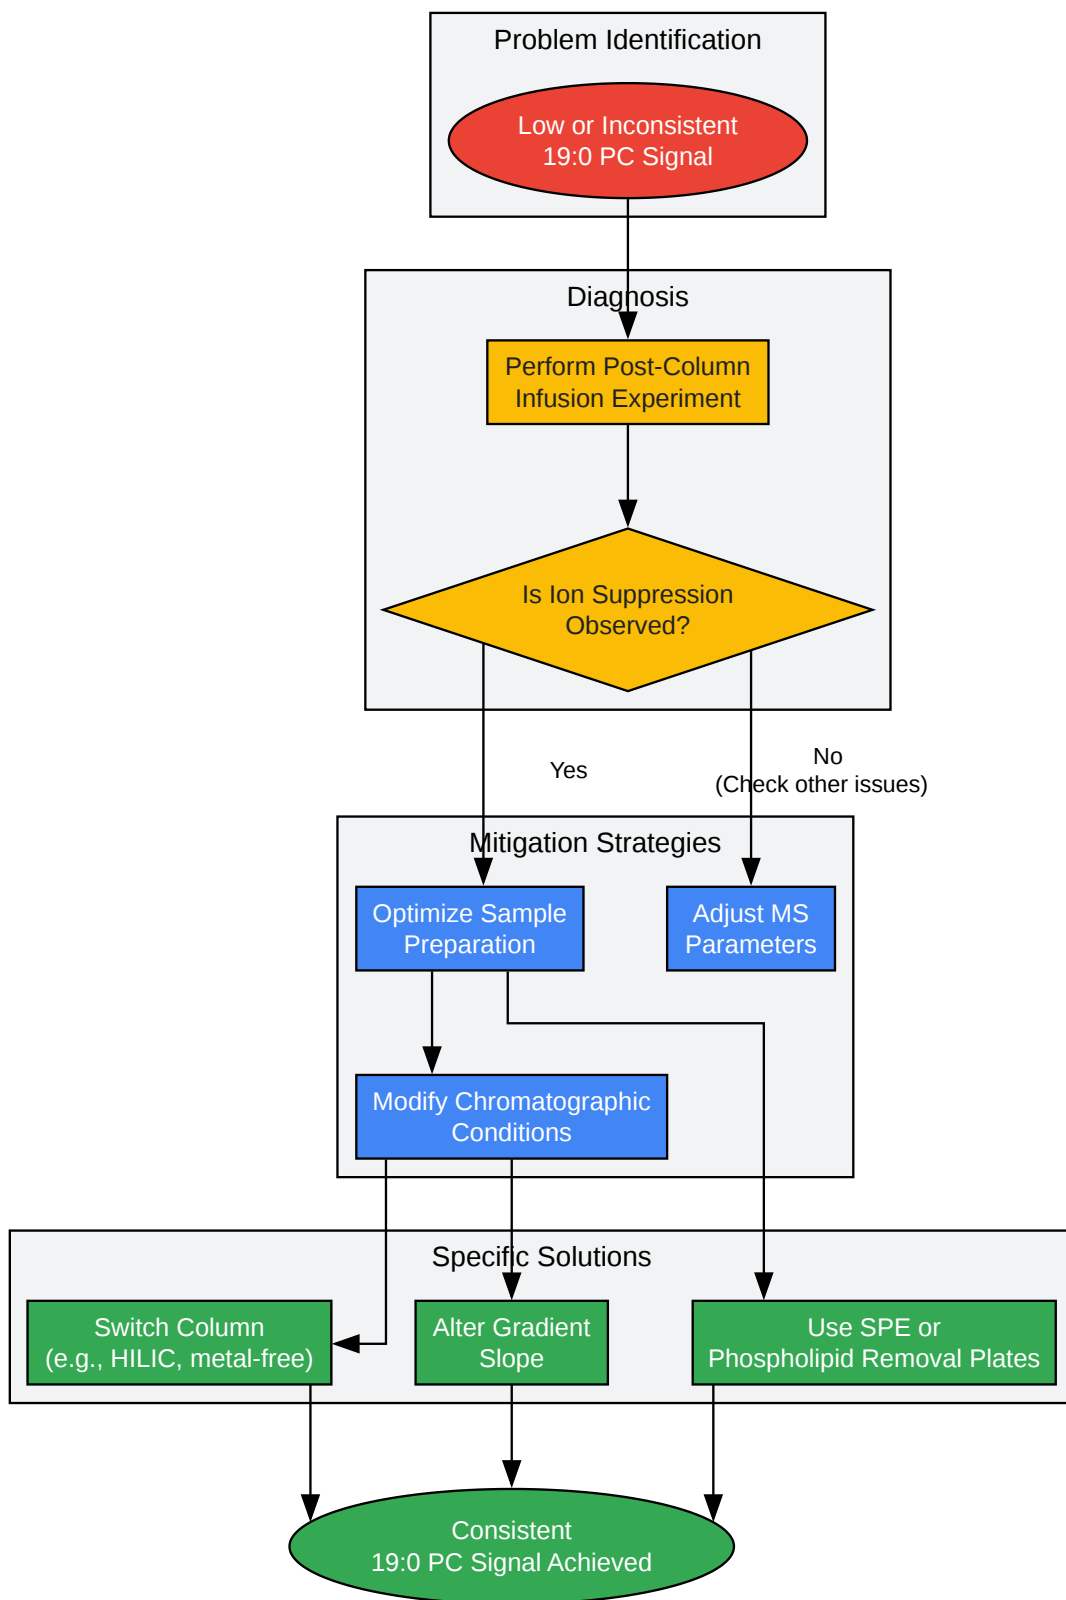 Problem Identification
Low or Inconsistent
19:0 PC Signal
Diagnosis
Perform Post-Column
Infusion Experiment
Is Ion Suppression
Observed?
Yes
No
(Check other issues)
Mitigation Strategies
Optimize Sample
Preparation
Adjust MS
Parameters
Modify Chromatographic
Conditions
Specific Solutions
Switch Column
(e.g., HILIC, metal-free)
Alter Gradient
Slope
Use SPE or
Phospholipid Removal Plates
Consistent
19:0 PC Signal Achieved